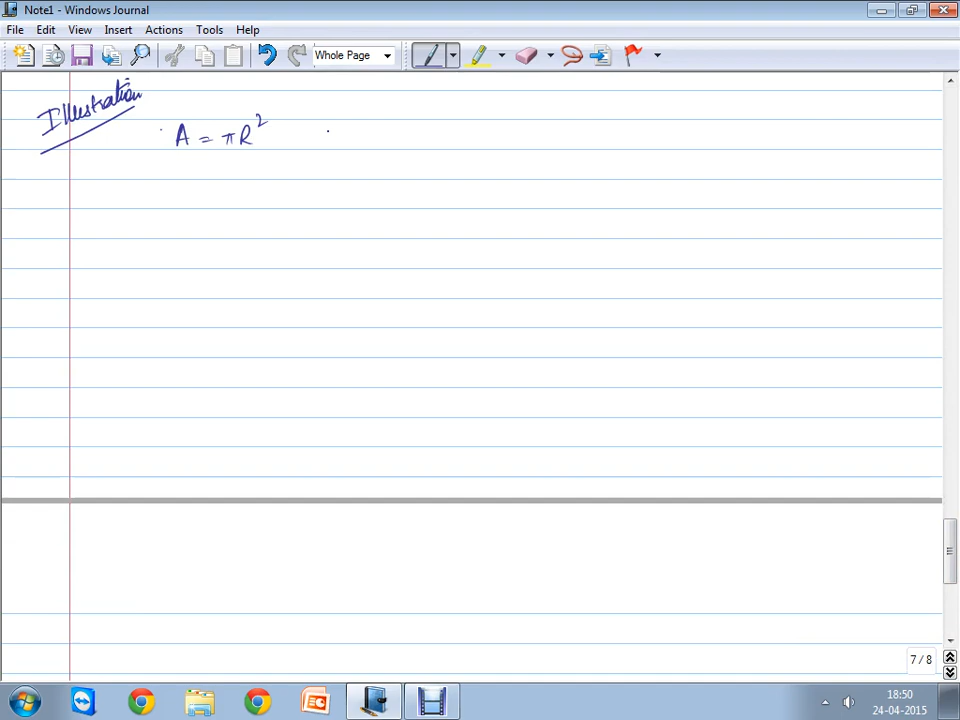 Note1 - Windows Journal
File Edit View Insert Actions Tools Help
Whole Page
Illustration
A = πR²
7 / 8
18:50
24-04-2015